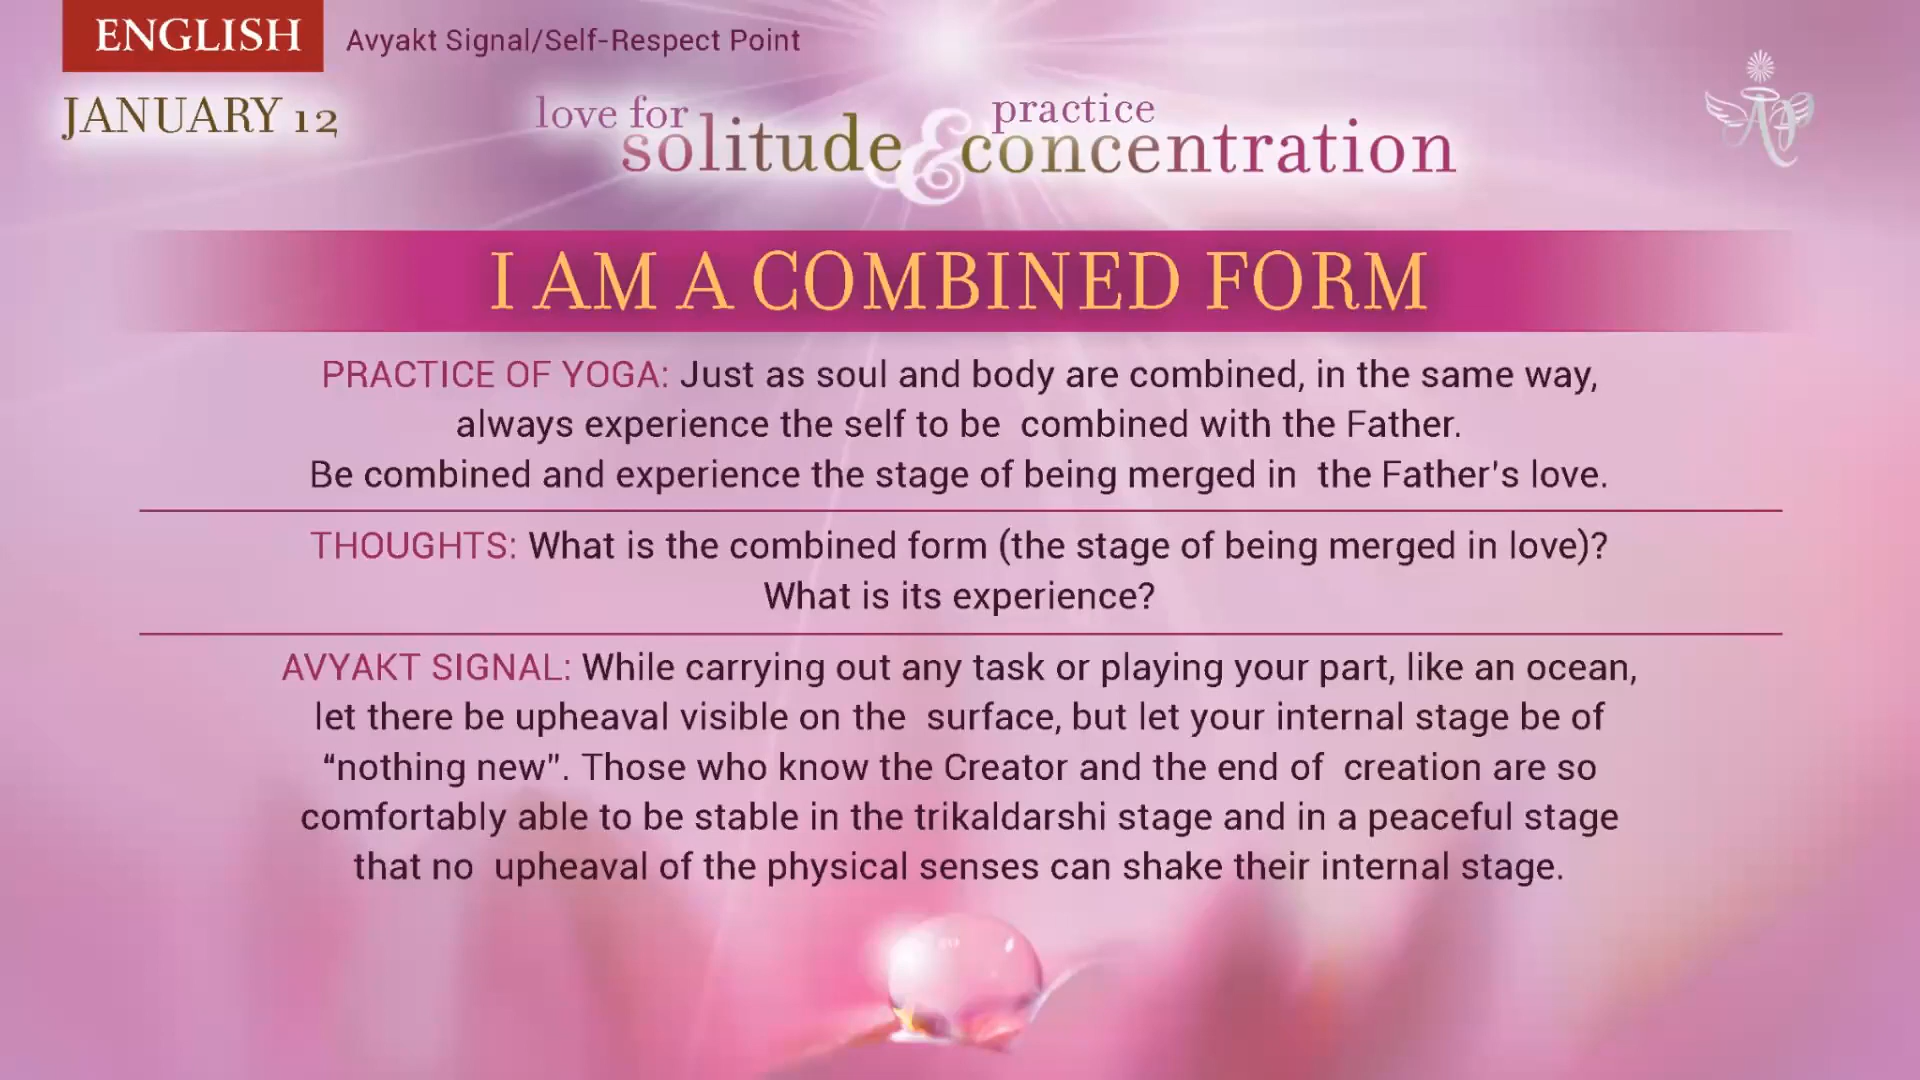 ENGLISH
Avyakt Signal/Self-Respect Point
JANUARY 12
love for
solitude & practice
concentration
I AM A COMBINED FORM
PRACTICE OF YOGA: Just as soul and body are combined, in the same way,
always experience the self to be combined with the Father.
Be combined and experience the stage of being merged in the Father's love.
THOUGHTS: What is the combined form (the stage of being merged in love)?
What is its experience?
AVYAKT SIGNAL: While carrying out any task or playing your part, like an ocean,
let there be upheaval visible on the surface, but let your internal stage be of
“nothing new”. Those who know the Creator and the end of creation are so
comfortably able to be stable in the trikaldarshi stage and in a peaceful stage
that no upheaval of the physical senses can shake their internal stage.